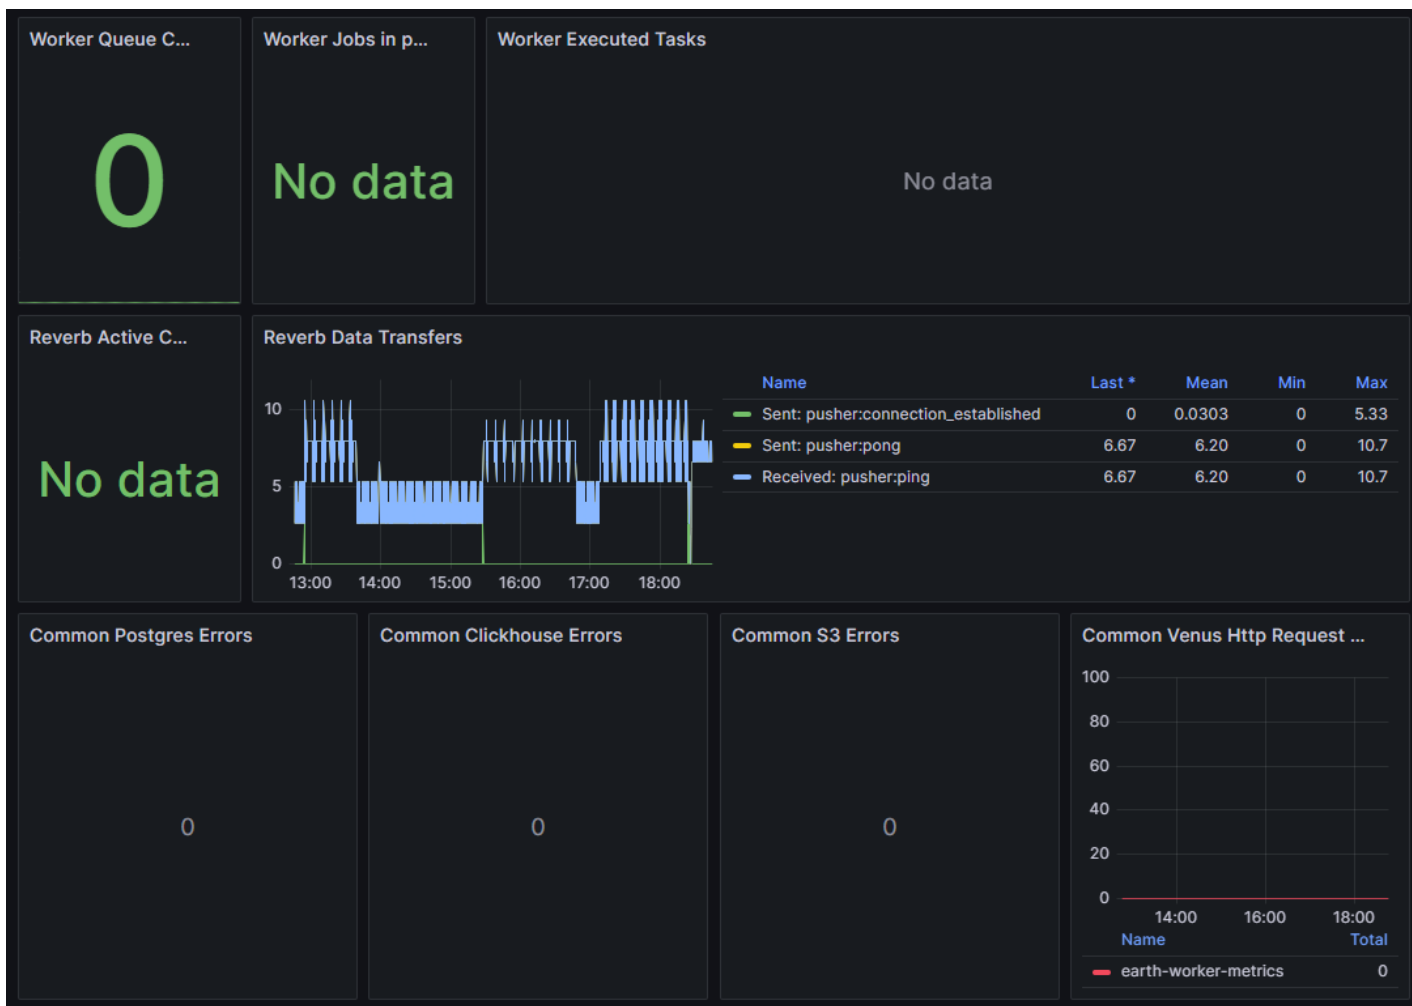 Worker Queue C...
Worker Jobs in p...
Worker Executed Tasks
0
No data
No data
Reverb Active C...
Reverb Data Transfers
No data
10
5
0
13:00 14:00 15:00 16:00 17:00 18:00
Name Last * Mean Min Max
Sent: pusher:connection_established 0 0.0303 0 5.33
Sent: pusher:pong 6.67 6.20 0 10.7
Received: pusher:ping 6.67 6.20 0 10.7
Common Postgres Errors
0
Common Clickhouse Errors
0
Common S3 Errors
0
Common Venus Http Request ...
100
80
60
40
20
0
14:00 16:00 18:00
Name Total
earth-worker-metrics 0